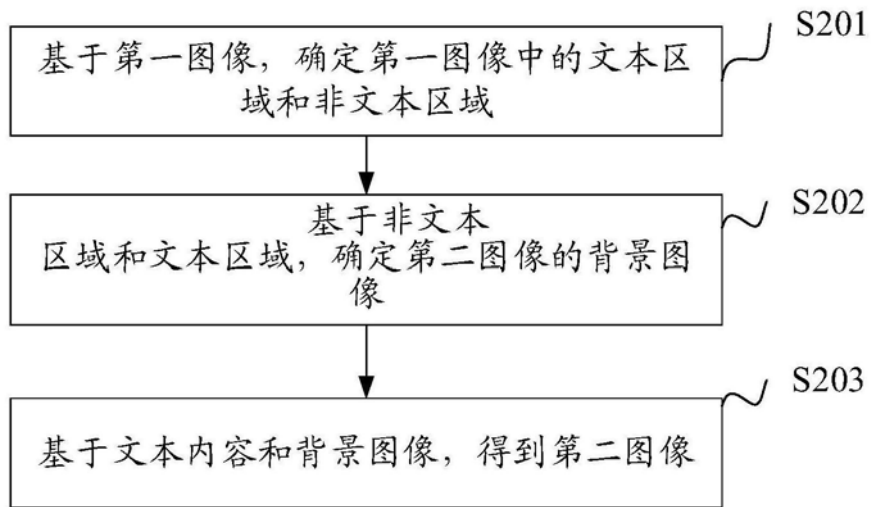 S201
基于第一图像，确定第一图像中的文本区
域和非文本区域
S202
基于非文本
区域和文本区域，确定第二图像的背景图
像
S203
基于文本内容和背景图像，得到第二图像